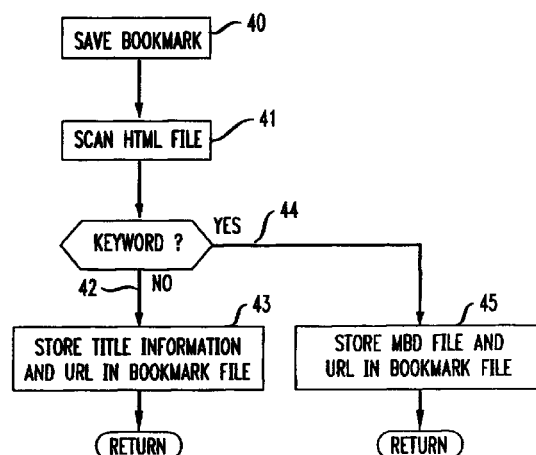 SAVE BOOKMARK
40
SCAN HTML FILE
41
KEYWORD ?
YES
44
42
NO
43
STORE TITLE INFORMATION
AND URL IN BOOKMARK FILE
45
STORE MBD FILE AND
URL IN BOOKMARK FILE
RETURN
RETURN